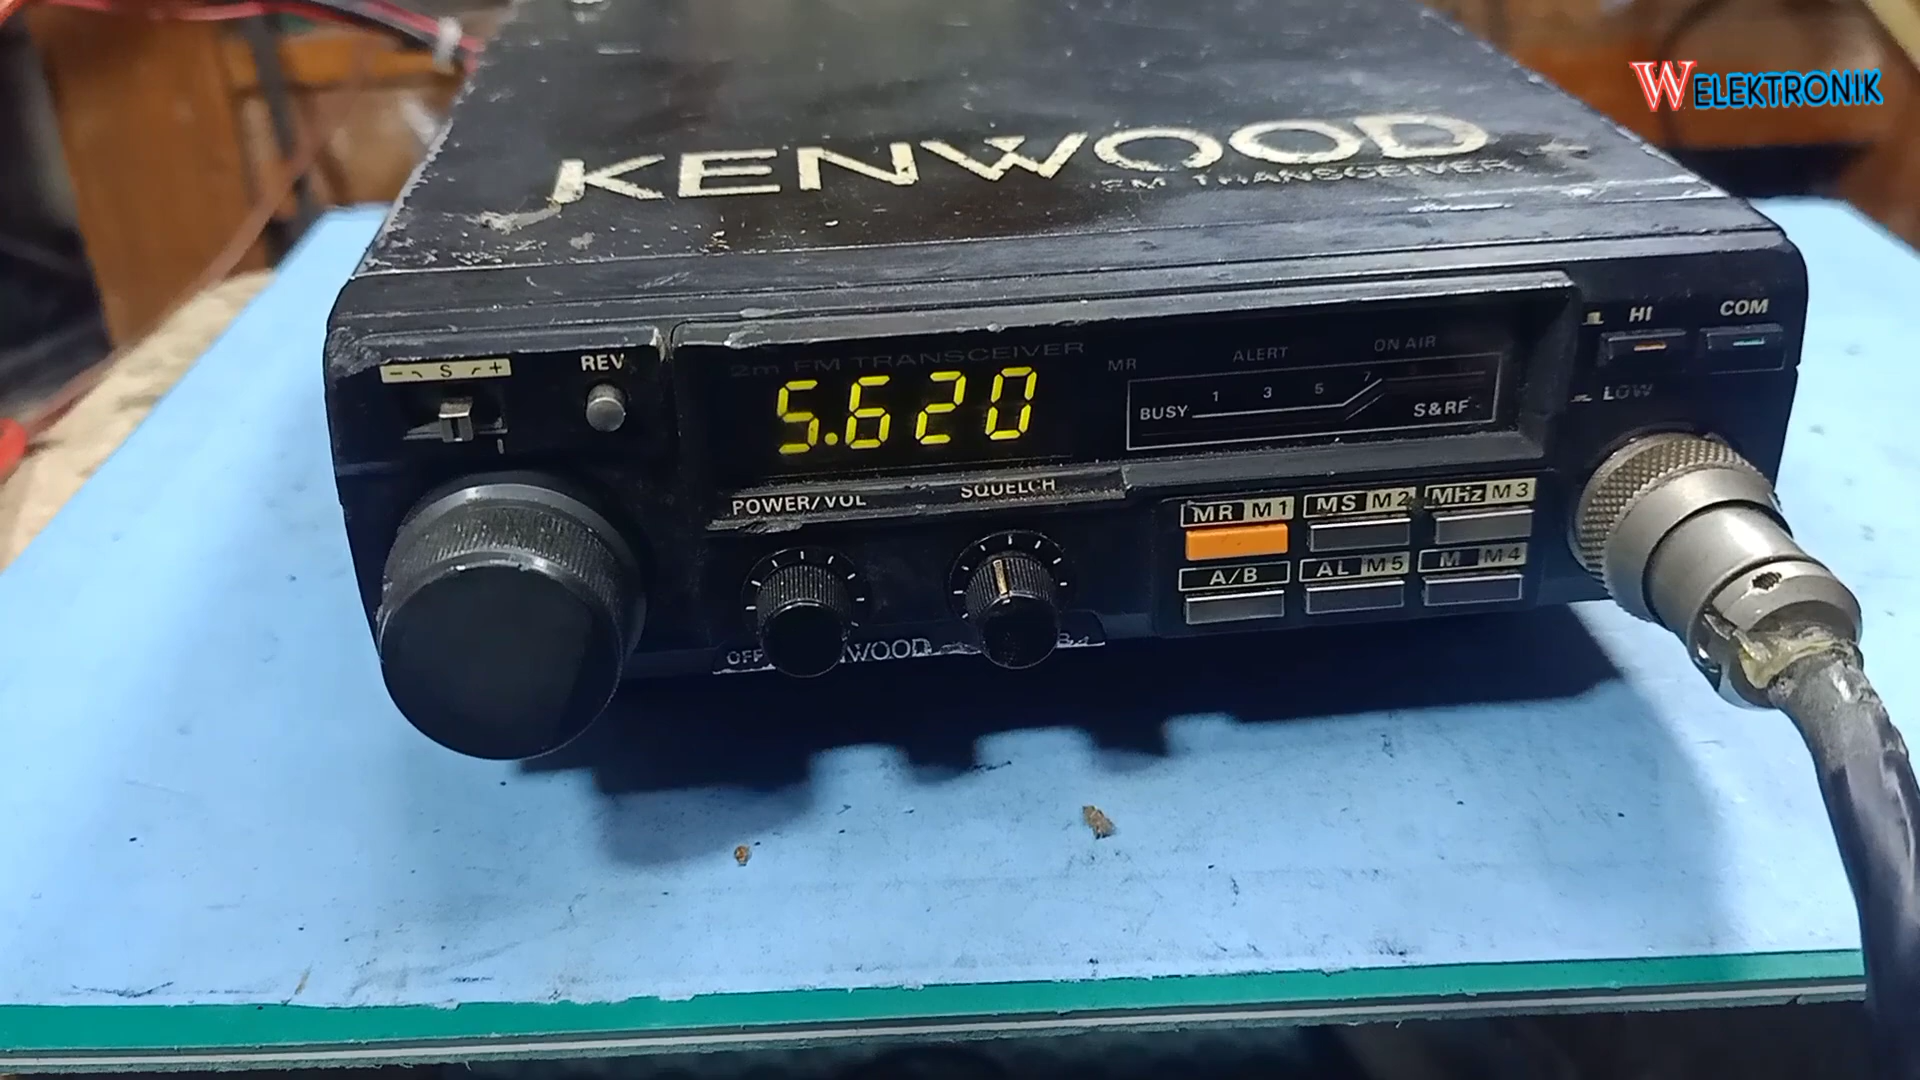 WELEKTRONIK
KENWOOD
FM TRANSCEIVER
HI
COM
LOW
- S +
REV
2m FM TRANSCEIVER
5.620
MR
ALERT
ON AIR
BUSY 1 3 5 7
S&RF
POWER/VOL
SQUELCH
MR M1
MS M2
MHz M3
A/B
AL M5
M M4
OFF